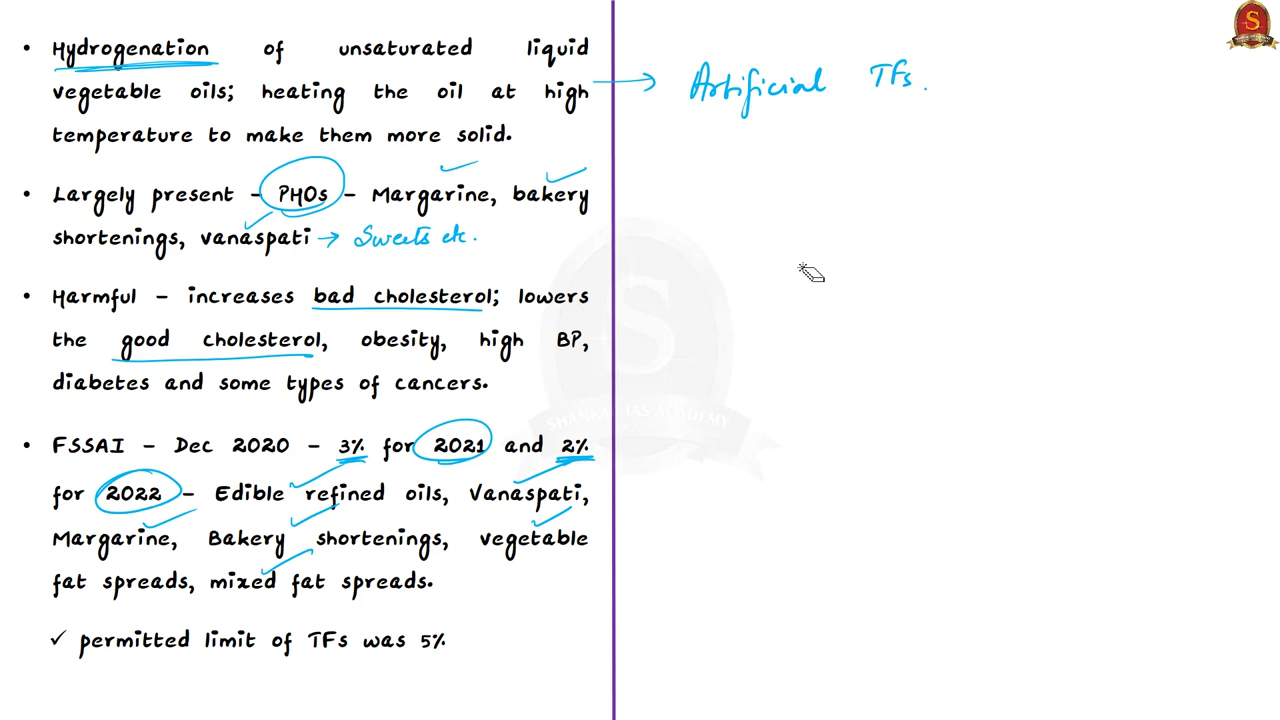 • Hydrogenation of unsaturated liquid
vegetable oils; heating the oil at high
temperature to make them more solid.
→ Artificial TFs.
• Largely present - PHOs - Margarine, bakery
shortenings, vanaspati → Sweets etc.
• Harmful - increases bad cholesterol; lowers
the good cholesterol, obesity, high BP,
diabetes and some types of cancers.
• FSSAI - Dec 2020 - 3% for 2021 and 2%
for 2022 - Edible refined oils, Vanaspati,
Margarine, Bakery shortenings, vegetable
fat spreads, mixed fat spreads.
✓ permitted limit of TFs was 5%
S
SHANKAR IAS ACADEMY